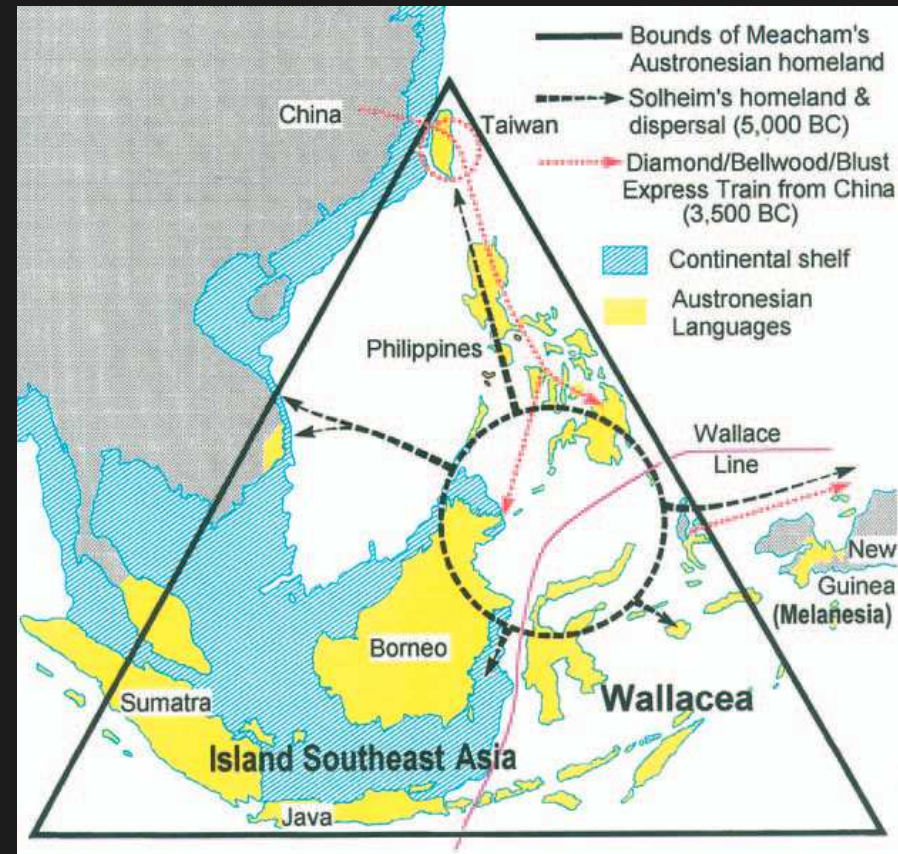 Bounds of Meacham's
Austronesian homeland
Solheim's homeland &
dispersal (5,000 BC)
Diamond/Bellwood/Blust
Express Train from China
(3,500 BC)
Continental shelf
Austronesian
Languages
China
Taiwan
Philippines
Wallace
Line
New
Guinea
(Melanesia)
Borneo
Sumatra
Wallacea
Island Southeast Asia
Java